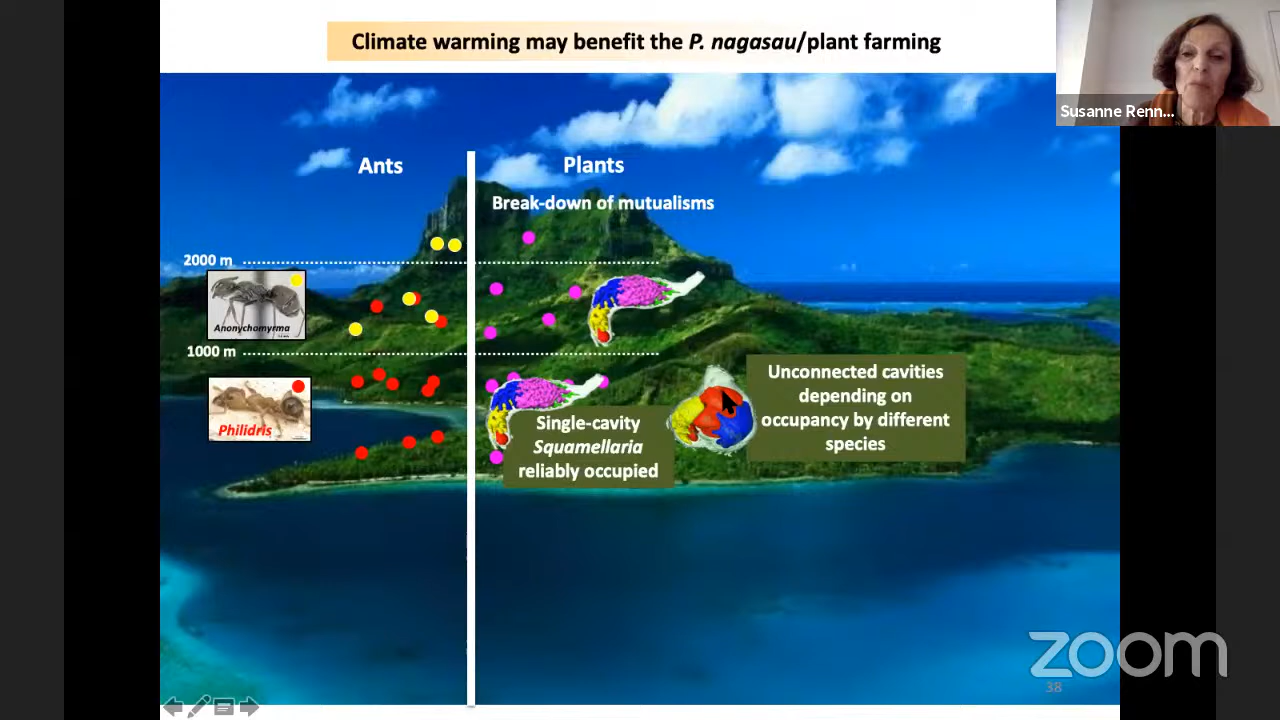 Climate warming may benefit the P. nagasau/plant farming
Susanne Renn...
Ants
Plants
Break-down of mutualisms
2000 m
Anonychomyrma
1000 m
Philidris
Single-cavity
Squamellaria
reliably occupied
Unconnected cavities
depending on
occupancy by different
species
zoom
38